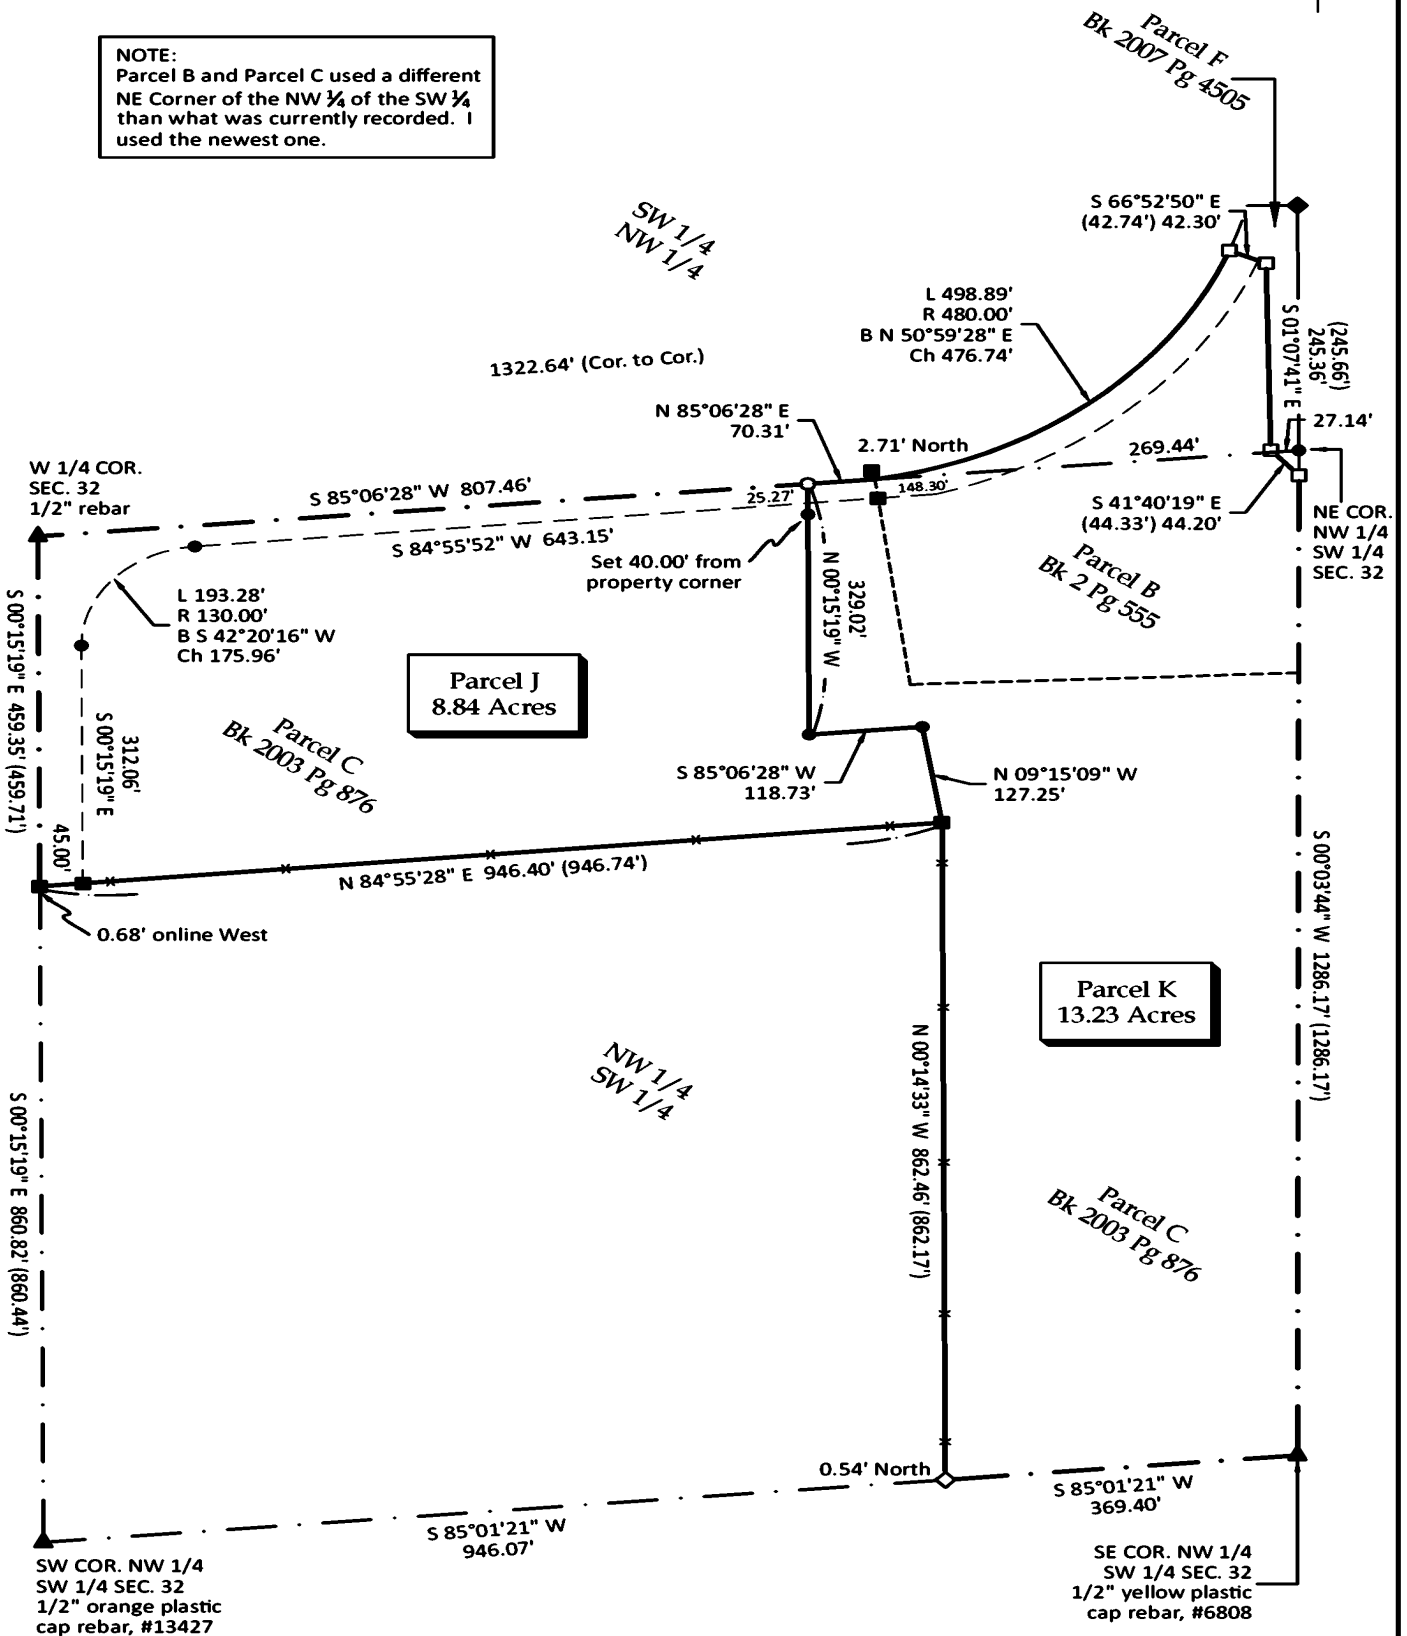 NOTE:
Parcel B and Parcel C used a different
NE Corner of the NW ¼ of the SW ¼
than what was currently recorded. I
used the newest one.
Parcel F
Bk 2007 Pg 4505
S 66°52'50" E
(42.74') 42.30'
SW 1/4
NW 1/4
L 498.89'
R 480.00'
B N 50°59'28" E
Ch 476.74'
S 01°07'41" E
245.36'
(245.66')
1322.64' (Cor. to Cor.)
N 85°06'28" E
70.31'
2.71' North
269.44'
27.14'
W 1/4 COR.
SEC. 32
1/2" rebar
S 85°06'28" W 807.46'
25.27'
148.30'
S 41°40'19" E
(44.33') 44.20'
NE COR.
NW 1/4
SW 1/4
SEC. 32
S 84°55'52" W 643.15'
Set 40.00' from
property corner
Parcel B
Bk 2 Pg 555
329.02'
N 00°15'19" W
L 193.28'
R 130.00'
B S 42°20'16" W
Ch 175.96'
S 00°15'19" E 459.35' (459.71')
Parcel J
8.84 Acres
Parcel C
Bk 2003 Pg 876
312.06'
S 00°15'19" E
S 85°06'28" W
118.73'
N 09°15'09" W
127.25'
45.00'
N 84°55'28" E 946.40' (946.74')
0.68' online West
S 00°03'44" W 1286.17' (1286.17')
Parcel K
13.23 Acres
NW 1/4
SW 1/4
N 00°14'33" W 862.46' (862.17')
S 00°15'19" E 860.82' (860.44')
Parcel C
Bk 2003 Pg 876
0.54' North
S 85°01'21" W
369.40'
S 85°01'21" W
946.07'
SW COR. NW 1/4
SW 1/4 SEC. 32
1/2" orange plastic
cap rebar, #13427
SE COR. NW 1/4
SW 1/4 SEC. 32
1/2" yellow plastic
cap rebar, #6808